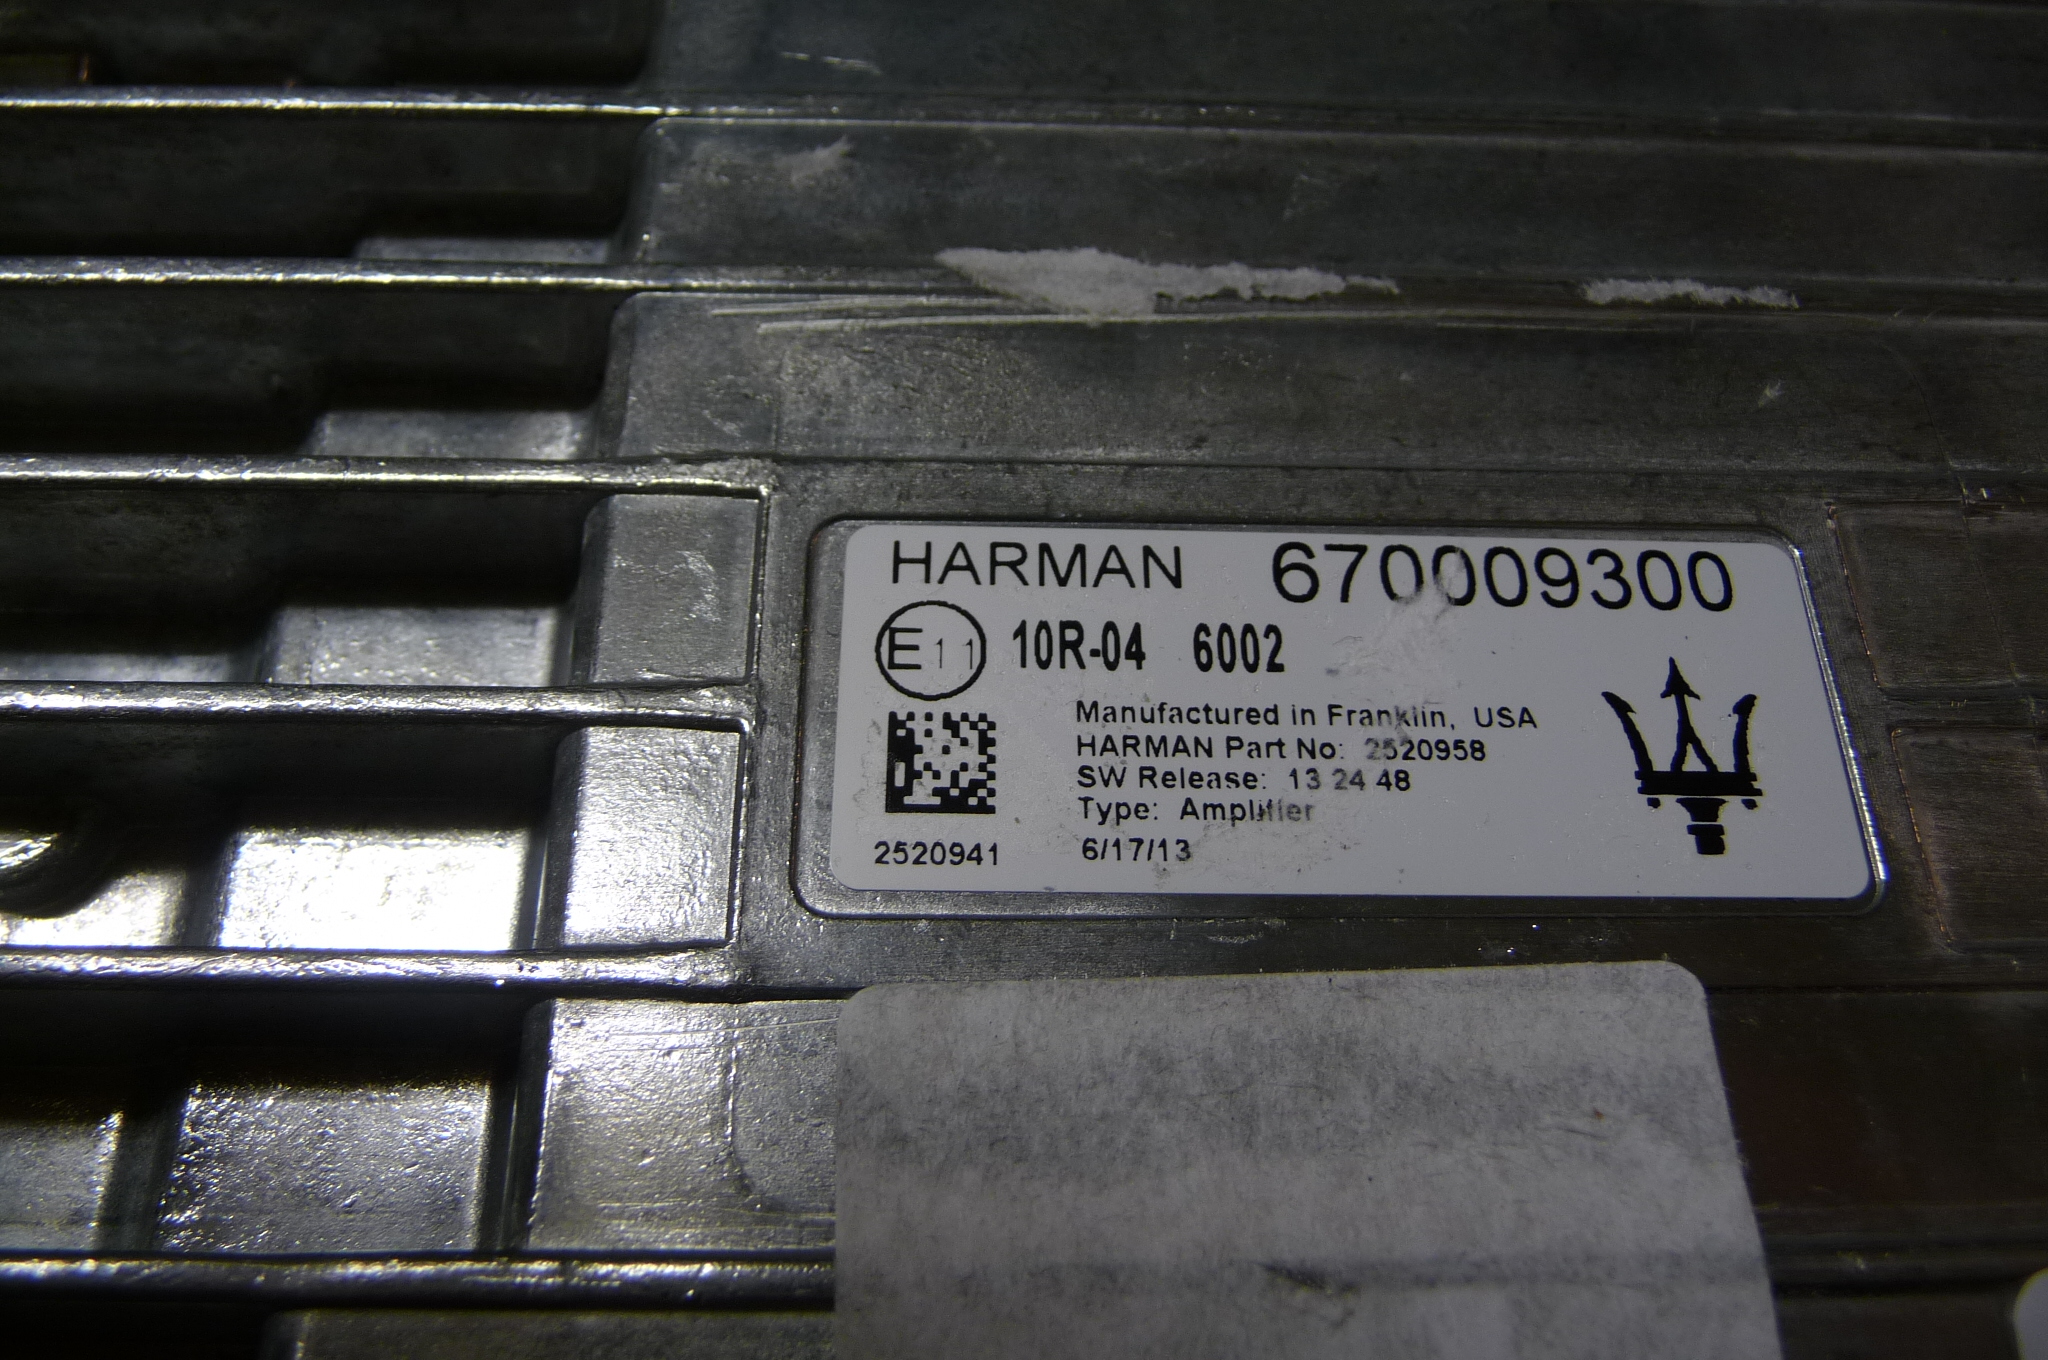 HARMAN 670009300
E11 10R-04 6002
Manufactured in Franklin, USA
HARMAN Part No: 2520958
SW Release: 13 24 48
Type: Amplifier
2520941 6/17/13